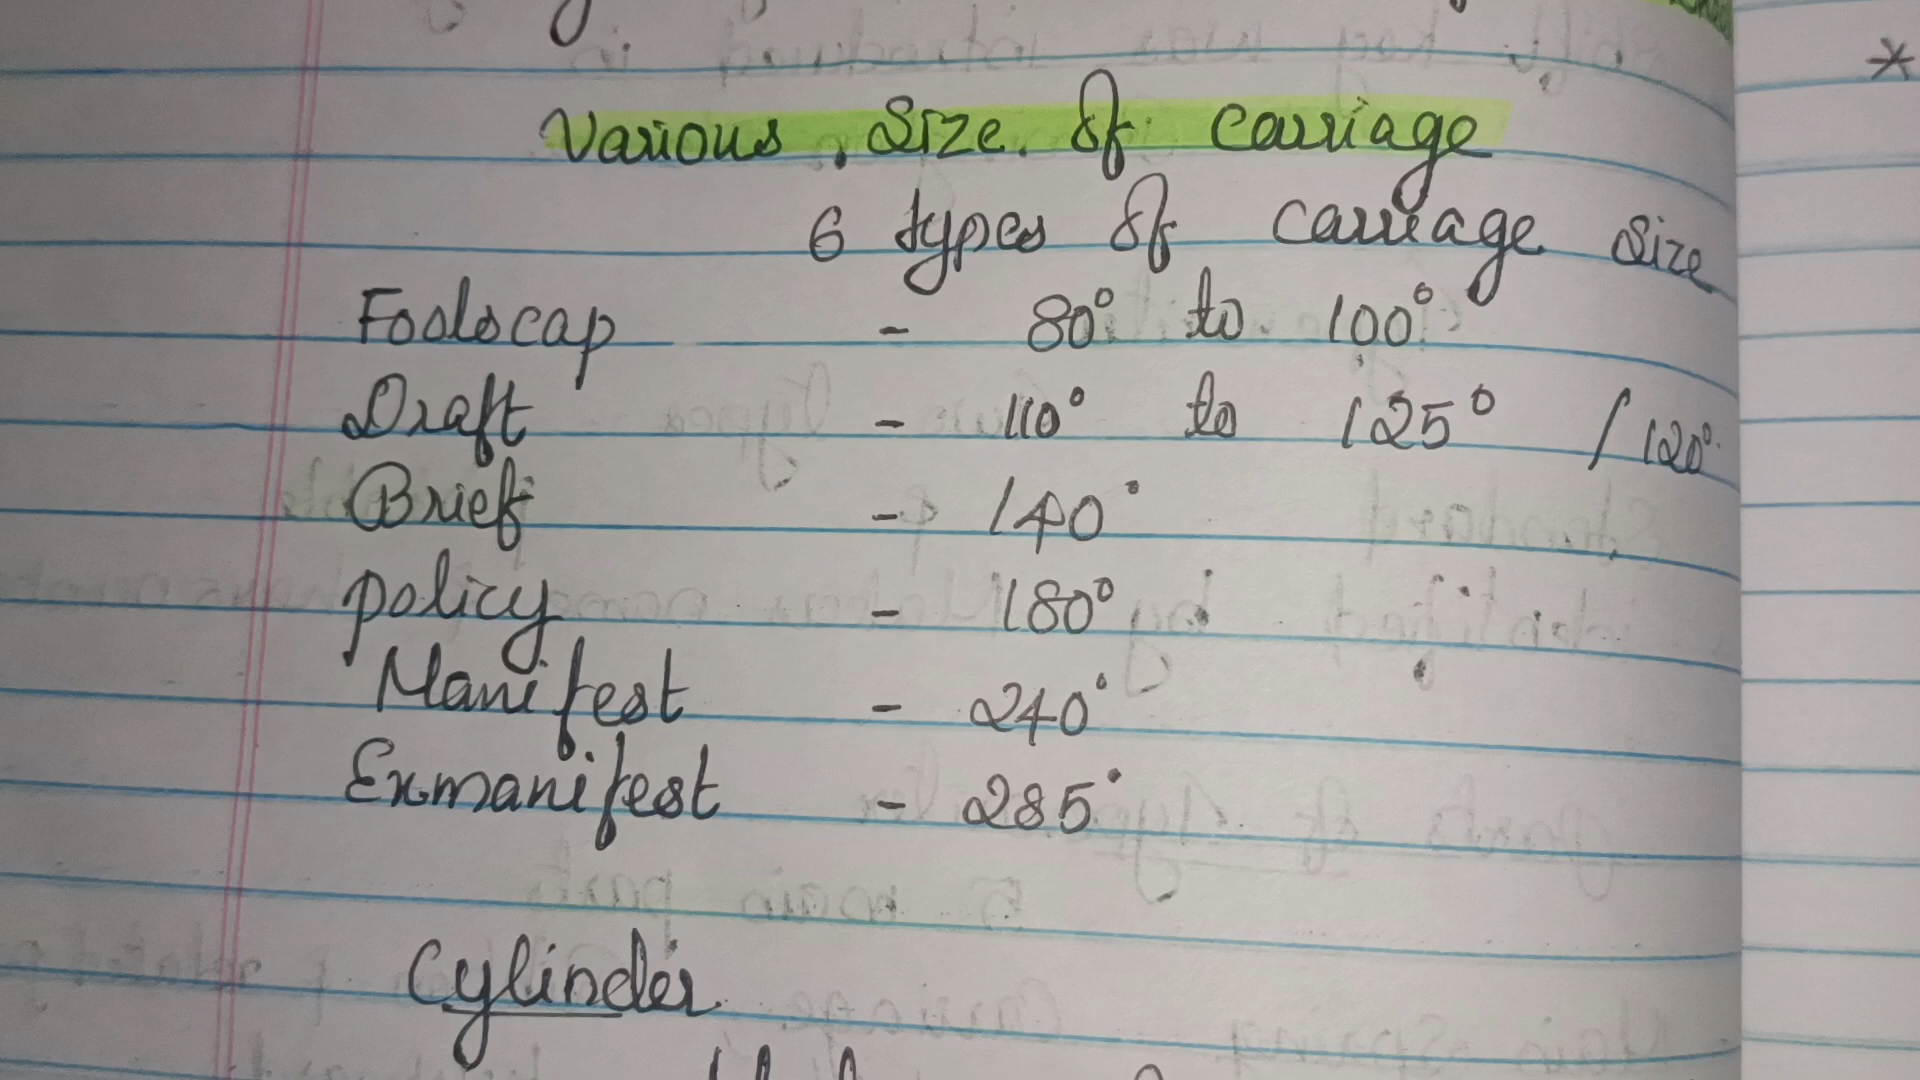 Various Size of Carriage
6 types of carriage size
Foolscap - 80° to 100°
Draft - 110° to 125° / 120°
Brief - 140°
policy - 180°
Manifest - 240°
Exmanifest - 285°
Cylinder
*